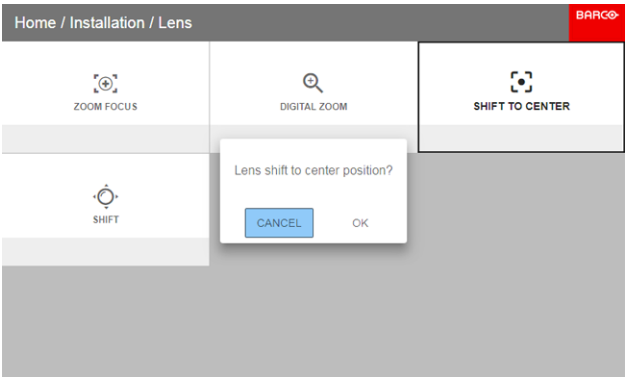 Home / Installation / Lens
BARCO
ZOOM FOCUS
DIGITAL ZOOM
SHIFT TO CENTER
Lens shift to center position?
CANCEL
OK
SHIFT